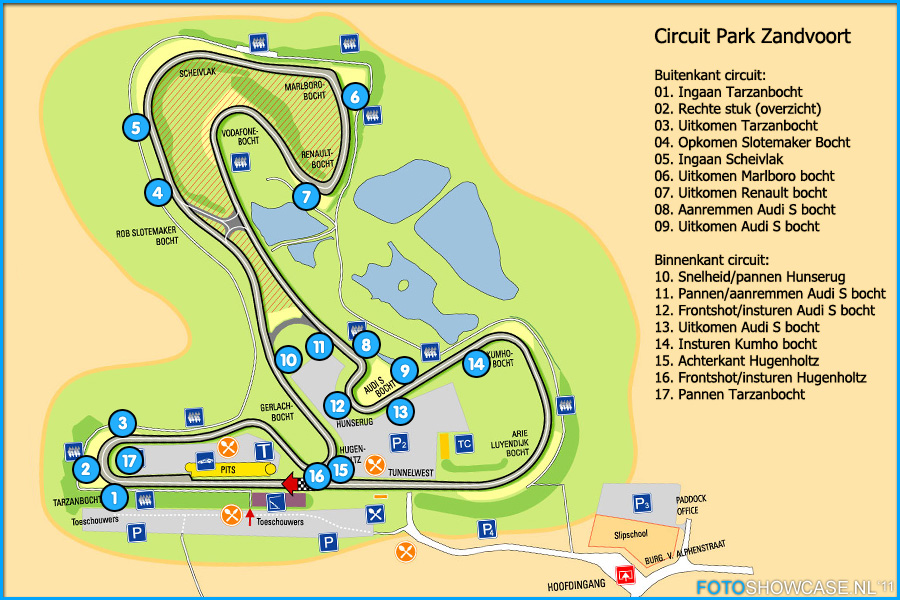 Circuit Park Zandvoort
Buitenkant circuit:
01. Ingaan Tarzanbocht
02. Rechte stuk (overzicht)
03. Uitkomen Tarzanbocht
04. Opkomen Slotemaker Bocht
05. Ingaan Scheivlak
06. Uitkomen Marlboro bocht
07. Uitkomen Renault bocht
08. Aanremmen Audi S bocht
09. Uitkomen Audi S bocht
Binnenkant circuit:
10. Snelheid/pannen Hunserug
11. Pannen/aanremmen Audi S bocht
12. Frontshot/insturen Audi S bocht
13. Uitkomen Audi S bocht
14. Insturen Kumho bocht
15. Achterkant Hugenholtz
16. Frontshot/insturen Hugenholtz
17. Pannen Tarzanbocht
SCHEIVLAK
MARLBORO-
BOCHT
6
5
VODAFONE-
BOCHT
RENAULT-
BOCHT
4
7
ROB SLOTEMAKER
BOCHT
8
11
10
9
14
KUMHO-
BOCHT
AUDI S
BOCHT
12
13
GERLACH-
BOCHT
HUNSERUG
3
P2
TC
ARIE
LUYENDIJK
BOCHT
T
HUGEN-
TZ
2
17
PITS
16
15
TUNNELWEST
TARZANBOCHT
1
Toeschouwers
Toeschouwers
P
P
P4
P3
PADDOCK
OFFICE
Slipschool
BURG. V. ALPHENSTRAAT
HOOFDINGANG
FOTOSHOWCASE.NL '11